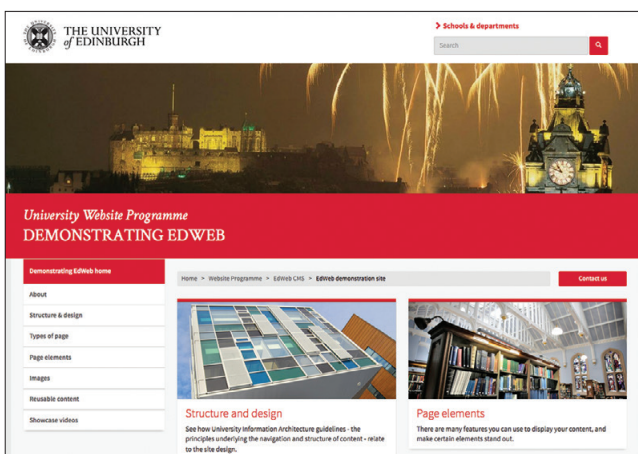 THE UNIVERSITY
of EDINBURGH
Schools & departments
Search
University Website Programme
DEMONSTRATING EDWEB
Demonstrating EdWeb home
About
Structure & design
Types of page
Page elements
Images
Reusable content
Showcase videos
Home > Website Programme > EdWeb CMS > EdWeb demonstration site
Contact us
Structure and design
See how University Information Architecture guidelines - the
principles underlying the navigation and structure of content - relate
to the site design.
Page elements
There are many features you can use to display your content, and
make certain elements stand out.